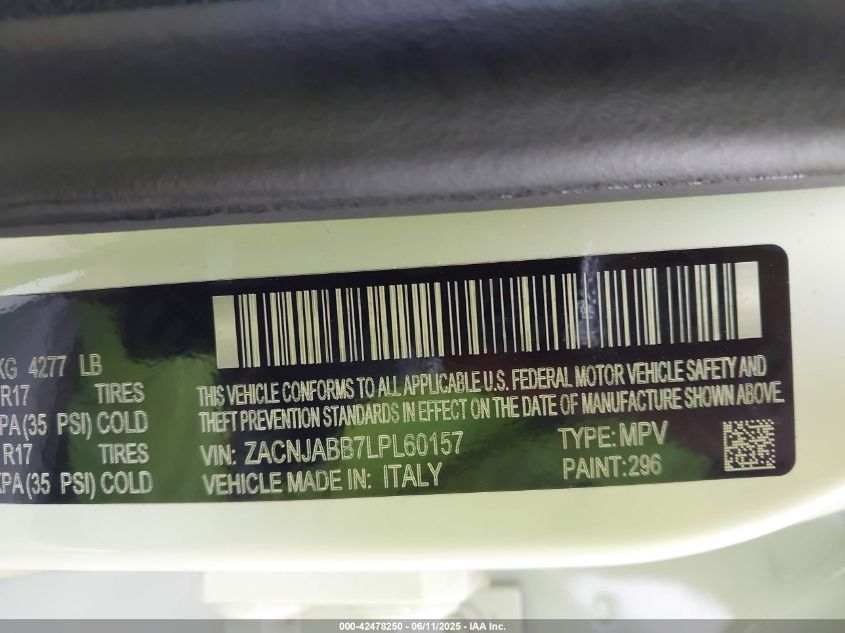 KG 4277 LB
R17 TIRES
PA(35 PSI) COLD
R17 TIRES
KPA(35 PSI) COLD
THIS VEHICLE CONFORMS TO ALL APPLICABLE U.S. FEDERAL MOTOR VEHICLE SAFETY AND
THEFT PREVENTION STANDARDS IN EFFECT ON THE DATE OF MANUFACTURE SHOWN ABOVE.
VIN: ZACNJABB7LPL60157 TYPE: MPV
VEHICLE MADE IN: ITALY PAINT: 296
000-42478250 - 06/11/2025 - IAA Inc.